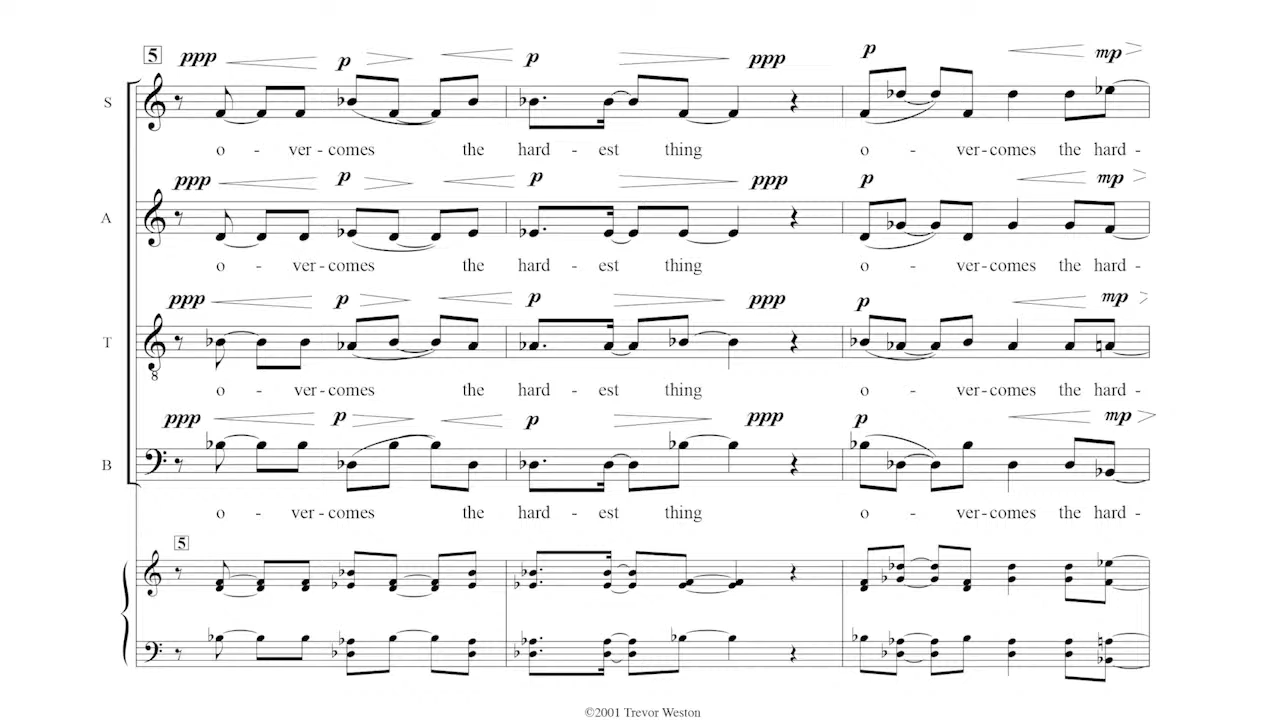 5
ppp p p ppp p mp
S
o - ver - comes the hard - est thing o - ver - comes the hard -
ppp p p ppp p mp
A
o - ver - comes the hard - est thing o - ver - comes the hard -
ppp p p ppp p mp
T
8
o - ver - comes the hard - est thing o - ver - comes the hard -
ppp p p ppp p mp
B
o - ver - comes the hard - est thing o - ver - comes the hard -
5
©2001 Trevor Weston